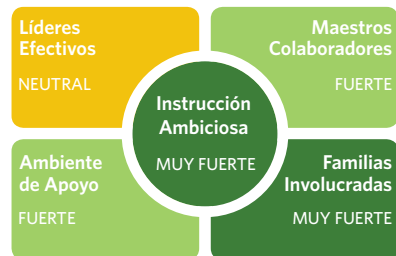 Líderes
Efectivos
NEUTRAL
Maestros
Colaboradores
FUERTE
Instrucción
Ambiciosa
MUY FUERTE
Ambiente
de Apoyo
FUERTE
Familias
Involucradas
MUY FUERTE